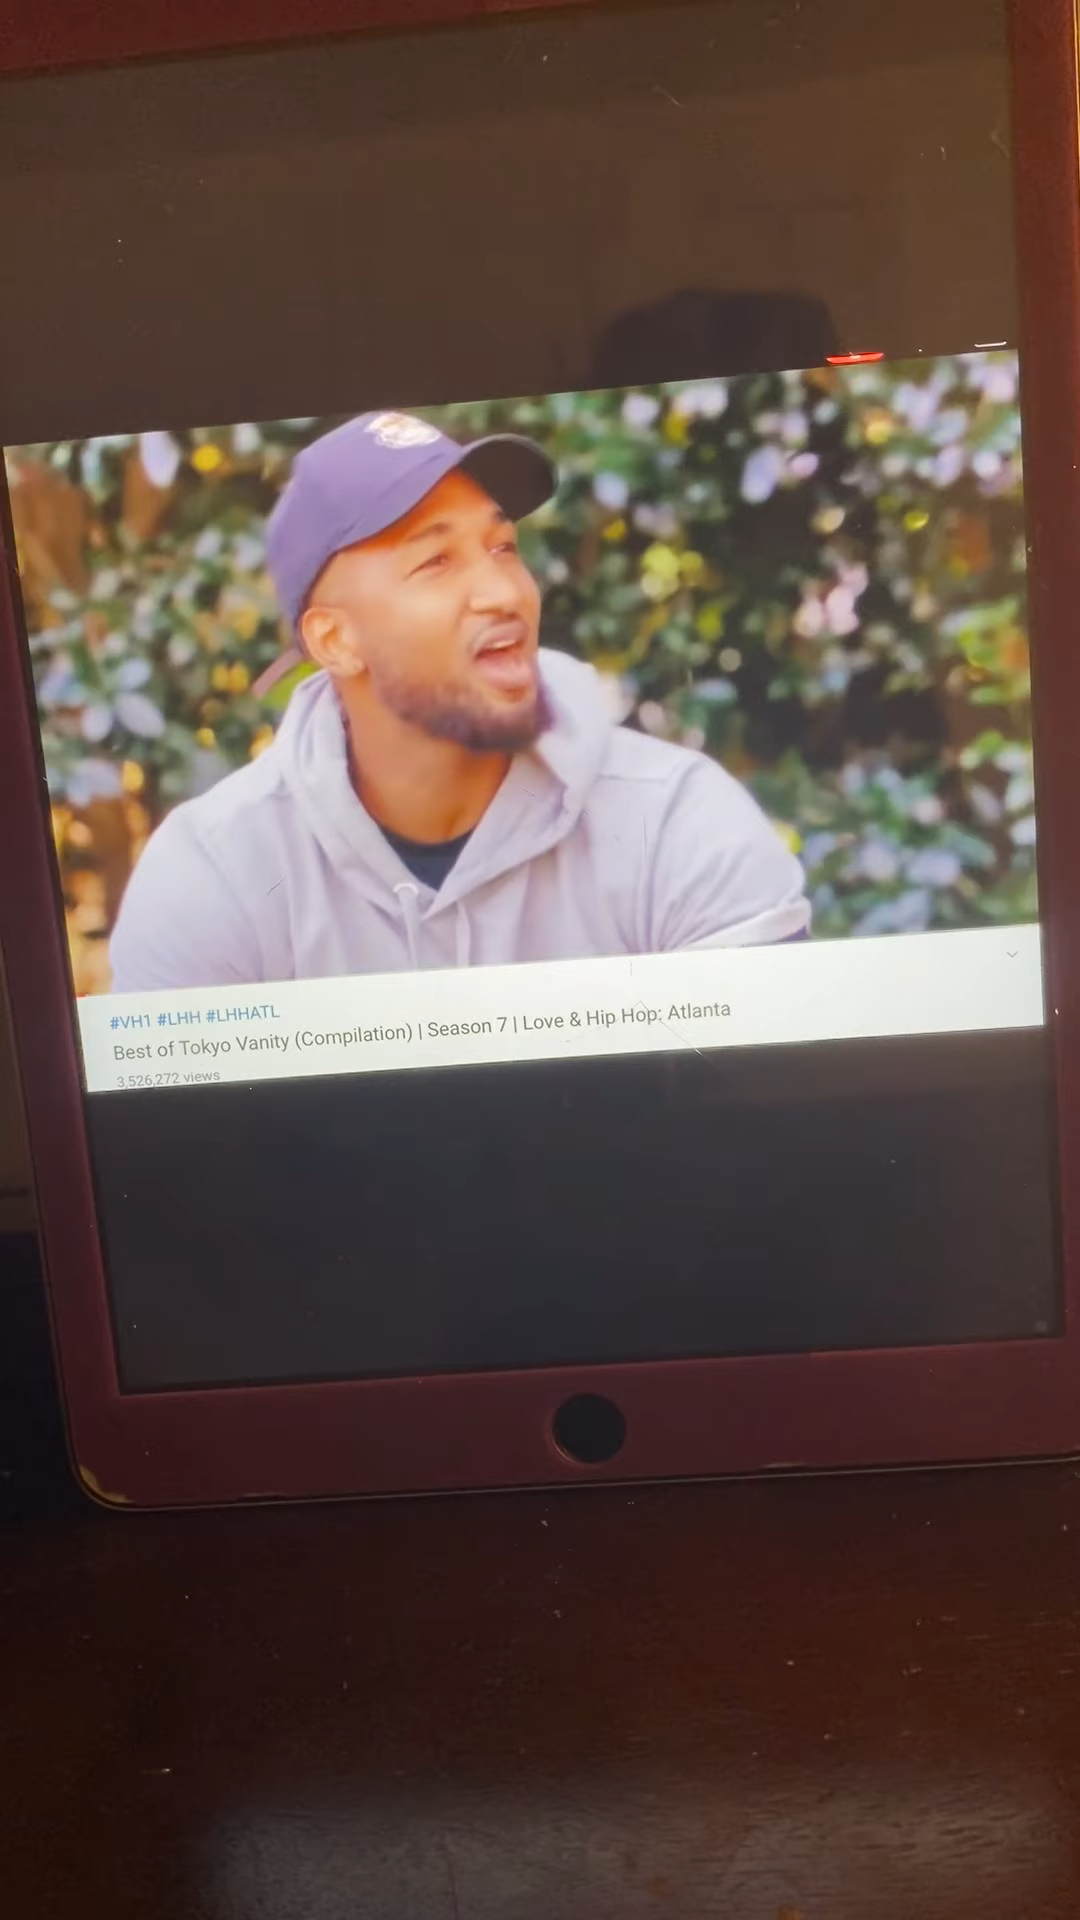 #VH1 #LHH #LHHATL
Best of Tokyo Vanity (Compilation) | Season 7 | Love & Hip Hop: Atlanta
3,526,272 views